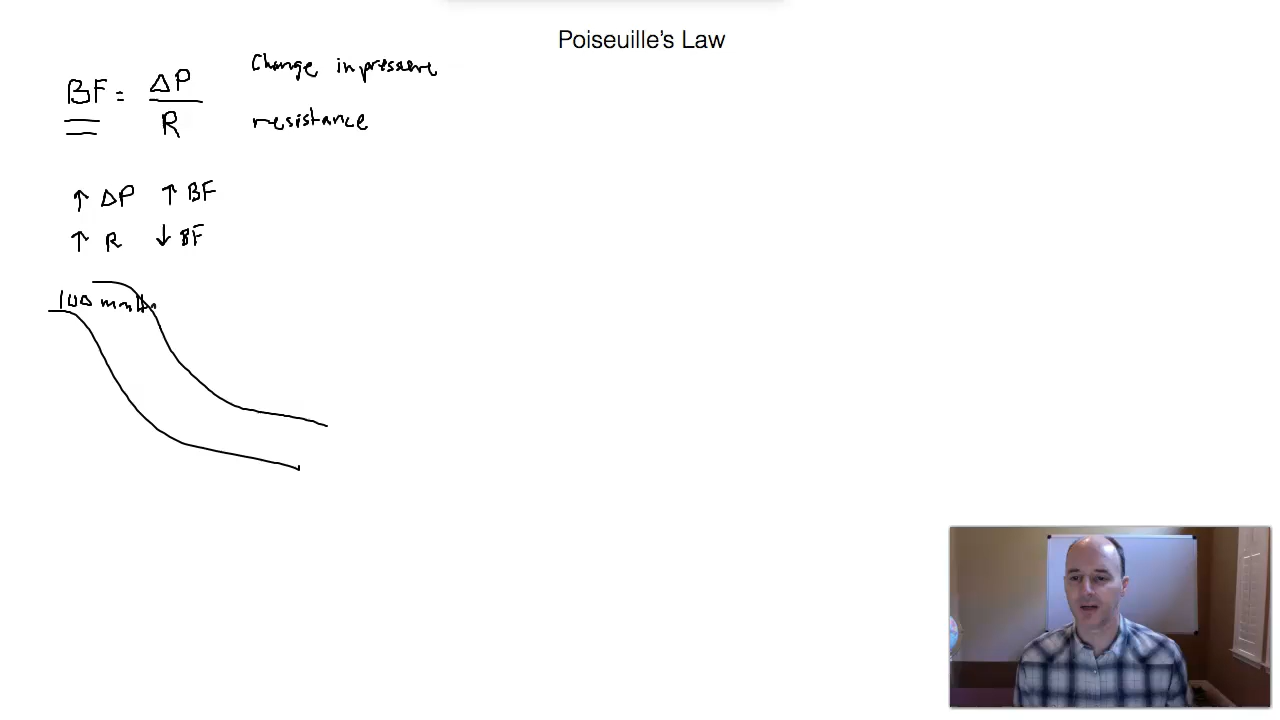 Poiseuille's Law
BF = ΔP / R
Change in pressure
resistance
↑ ΔP ↑ BF
↑ R ↓ BF
100 mmHg